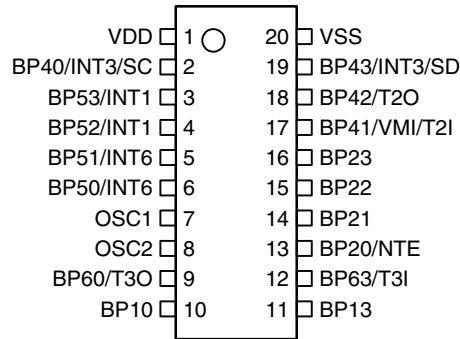 VDD 1 20 VSS
BP40/INT3/SC 2 19 BP43/INT3/SD
BP53/INT1 3 18 BP42/T2O
BP52/INT1 4 17 BP41/VMI/T2I
BP51/INT6 5 16 BP23
BP50/INT6 6 15 BP22
OSC1 7 14 BP21
OSC2 8 13 BP20/NTE
BP60/T3O 9 12 BP63/T3I
BP10 10 11 BP13